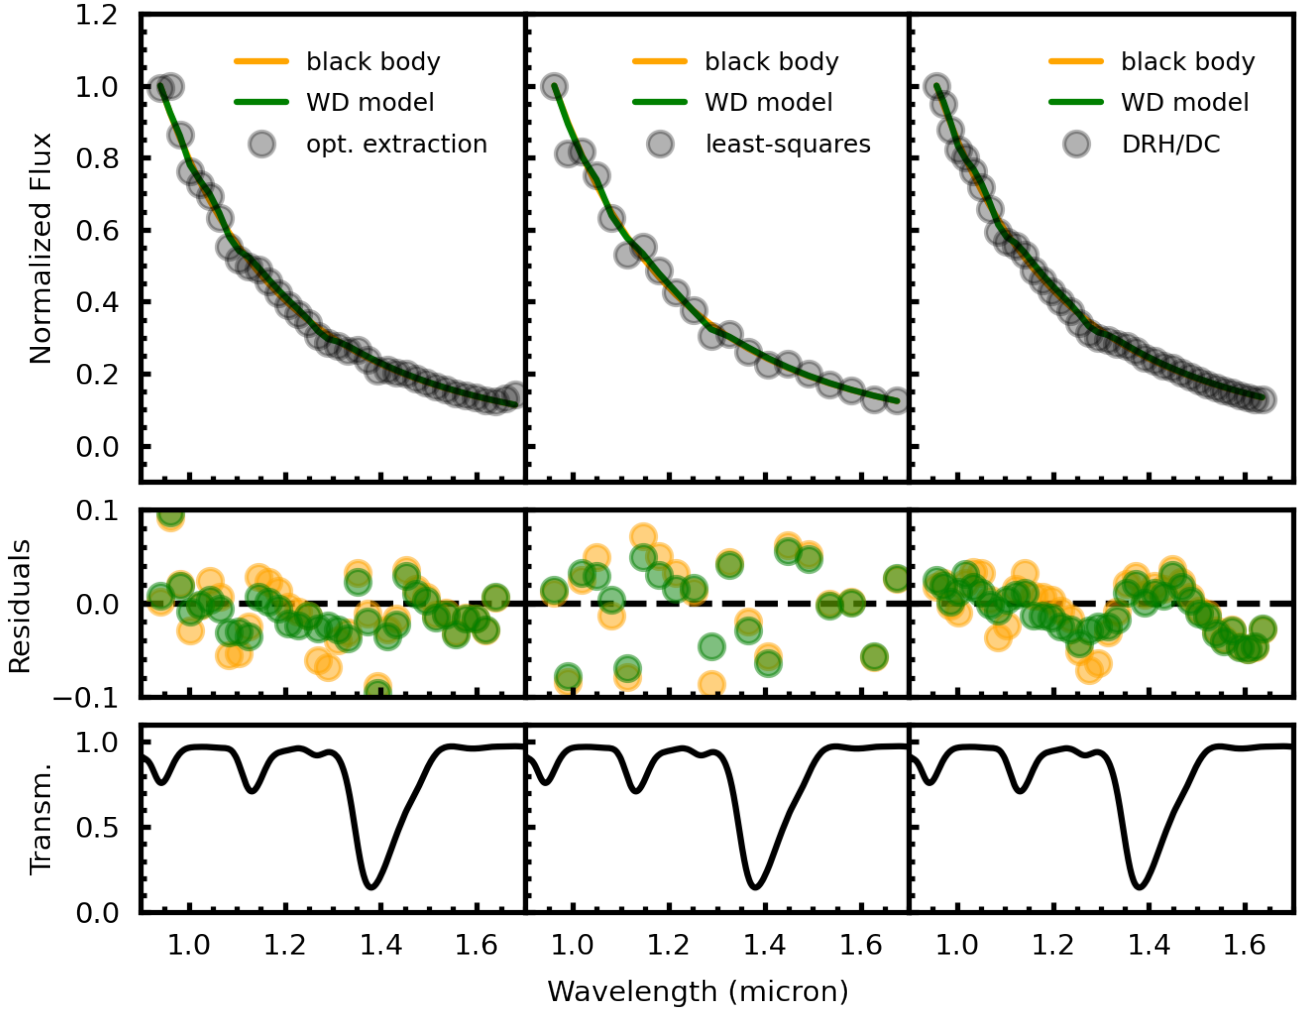 1.2
1.0
0.8
0.6
0.4
0.2
0.0
Normalized Flux
black body
WD model
opt. extraction
black body
WD model
least-squares
black body
WD model
DRH/DC
0.1
0.0
−0.1
Residuals
1.0
0.5
0.0
Transm.
1.0 1.2 1.4 1.6 1.0 1.2 1.4 1.6 1.0 1.2 1.4 1.6
Wavelength (micron)